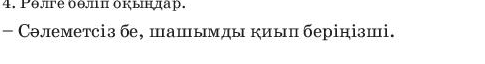 4. Рөлге бөліп оқыңдар.
– Сәлеметсіз бе, шашымды қиып беріңізші.